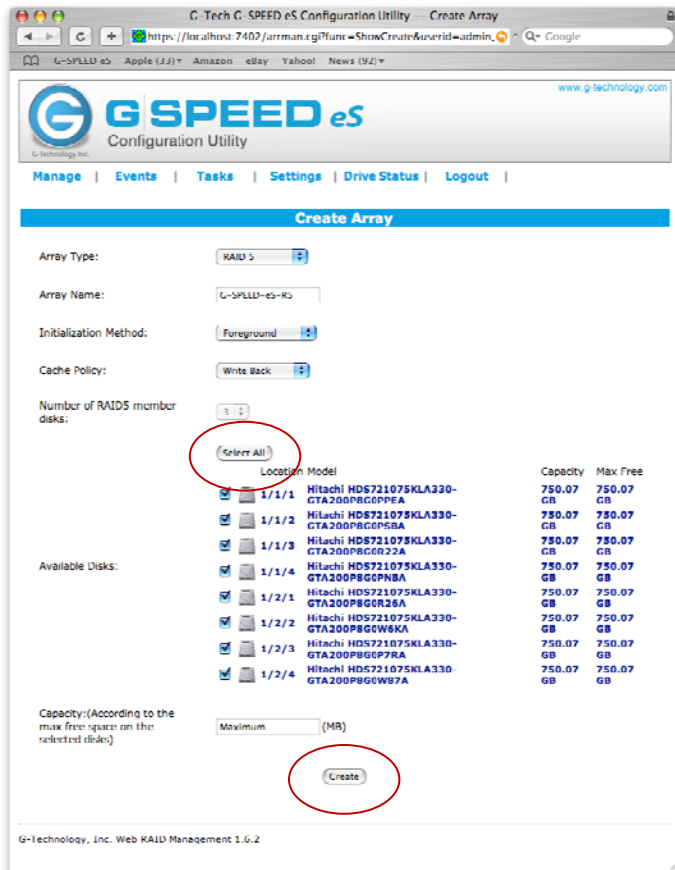 G-Tech G-SPEED eS Configuration Utility — Create Array
https://localhost:7402/arrman.cgi?func=ShowCreate&userid=admin_
Google
G-SPEED eS Apple (33) Amazon eBay Yahoo! News (92)
www.g-technology.com
G SPEED eS
Configuration Utility
G-Technology, Inc.
Manage | Events | Tasks | Settings | Drive Status | Logout |
Create Array
Array Type: RAID 5
Array Name: G-SPEED-eS-R5
Initialization Method: Foreground
Cache Policy: Write Back
Number of RAID5 member
disks: 3
Select All
Location Model Capacity Max Free
1/1/1 Hitachi HDS721075KLA330-
GTA200P8G0PPEA 750.07 GB 750.07 GB
1/1/2 Hitachi HDS721075KLA330-
GTA200P8G0PSBA 750.07 GB 750.07 GB
1/1/3 Hitachi HDS721075KLA330-
GTA200P8G0R22A 750.07 GB 750.07 GB
Available Disks:
1/1/4 Hitachi HDS721075KLA330-
GTA200P8G0PNBA 750.07 GB 750.07 GB
1/2/1 Hitachi HDS721075KLA330-
GTA200P8G0R26A 750.07 GB 750.07 GB
1/2/2 Hitachi HDS721075KLA330-
GTA200P8G0W6KA 750.07 GB 750.07 GB
1/2/3 Hitachi HDS721075KLA330-
GTA200P8G0P7RA 750.07 GB 750.07 GB
1/2/4 Hitachi HDS721075KLA330-
GTA200P8G0W87A 750.07 GB 750.07 GB
Capacity:(According to the
max free space on the
selected disks) Maximum (MB)
Create
G-Technology, Inc. Web RAID Management 1.6.2